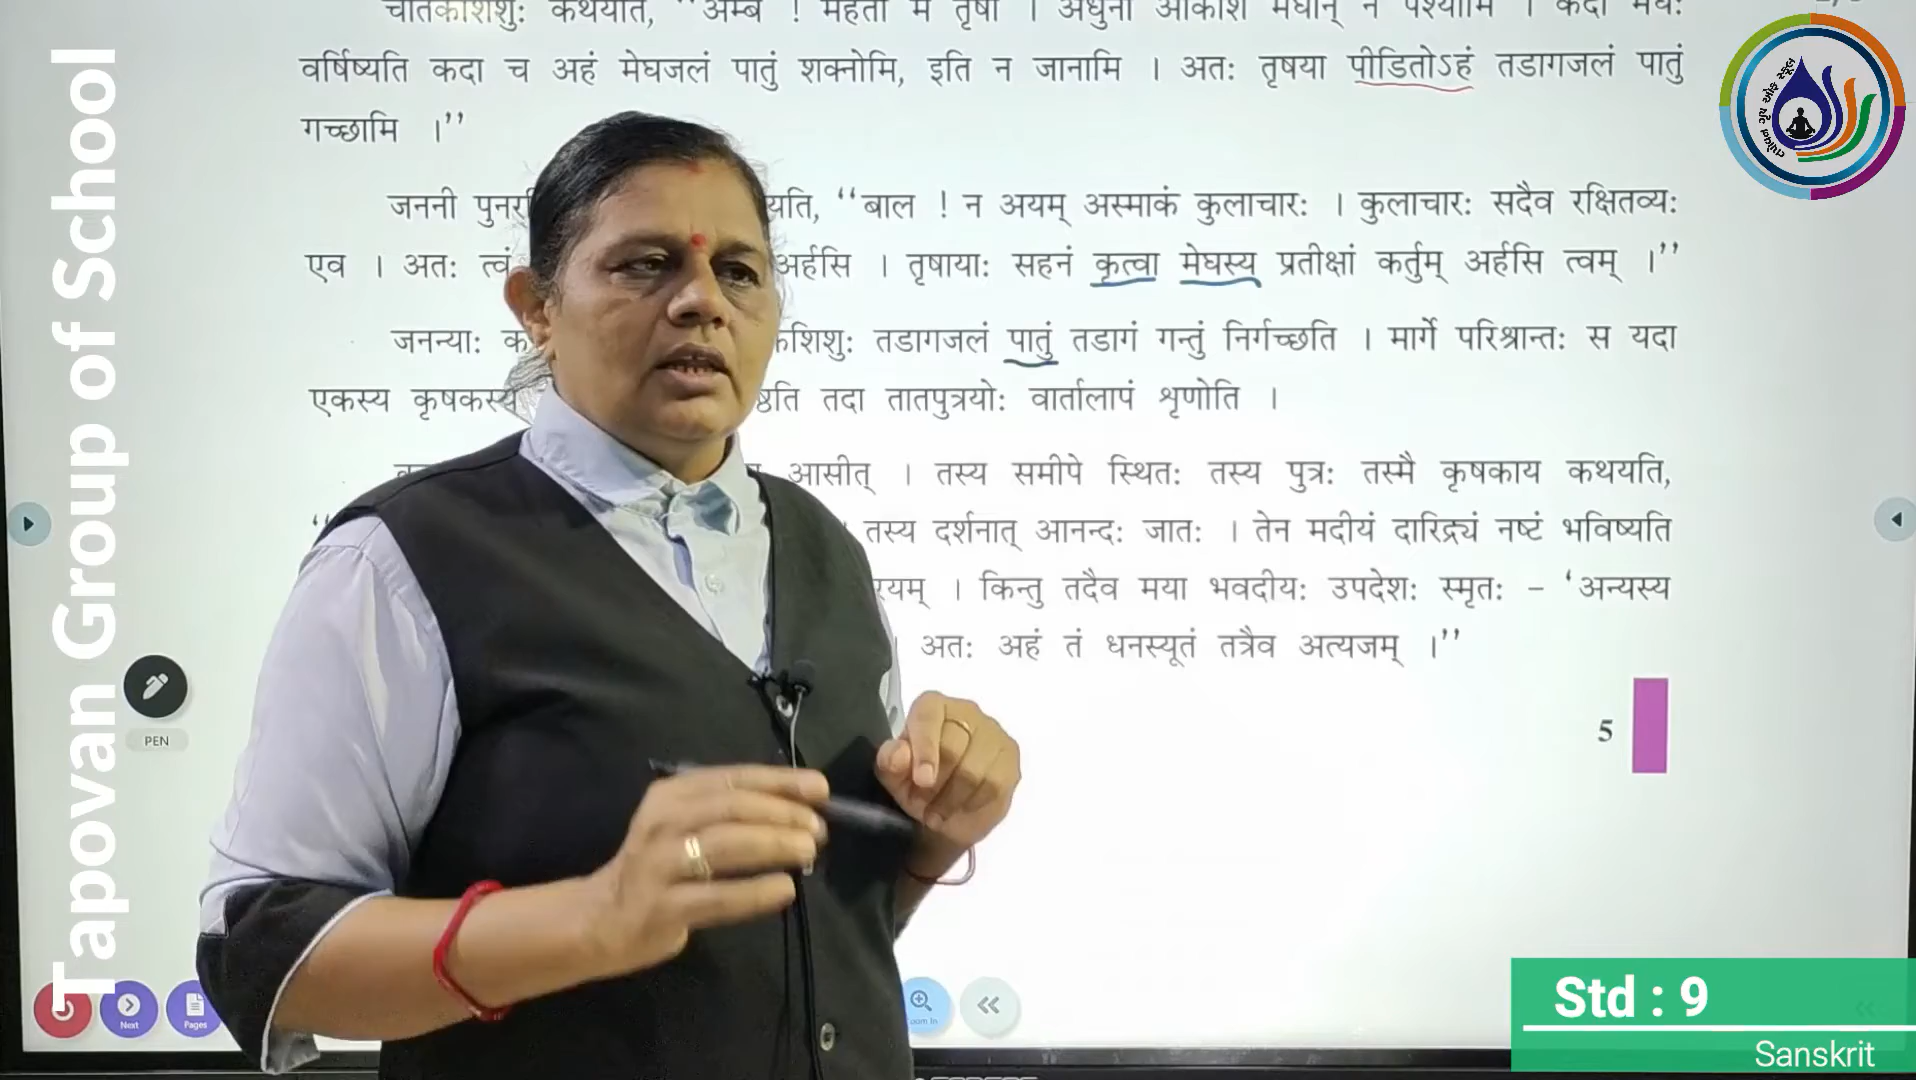 Tapovan Group of School
वर्षिष्यति कदा च अहं मेघजलं पातुं शक्नोमि, इति न जानामि । अतः तृषया पीडितोऽहं तडागजलं पातुं
गच्छामि ।’’
जननी यति, ‘‘बाल ! न अयम् अस्माकं कुलाचारः । कुलाचारः सदैव रक्षितव्यः
एव । अतः त्वं अर्हसि । तृषायाः सहनं कृत्वा मेघस्य प्रतीक्षां कर्तुम् अर्हसि त्वम् ।’’
जनन्याः कशिशुः तडागजलं पातुं तडागं गन्तुं निर्गच्छति । मार्गे परिश्रान्तः स यदा
एकस्य तदा तातपुत्रयोः वार्तालापं शृणोति ।
आसीत् । तस्य समीपे स्थितः तस्य पुत्रः तस्मै कृषकाय कथयति,
‘‘ । तस्य दर्शनात् आनन्दः जातः । तेन मदीयं दारिद्र्यं नष्टं भविष्यति
यम् । किन्तु तदैव मया भवदीयः उपदेशः स्मृतः – ‘अन्यस्य
। अतः अहं तं धनस्यूतं तत्रैव अत्यजम् ।’’
5
PEN
Next
Pages
Std : 9
Sanskrit